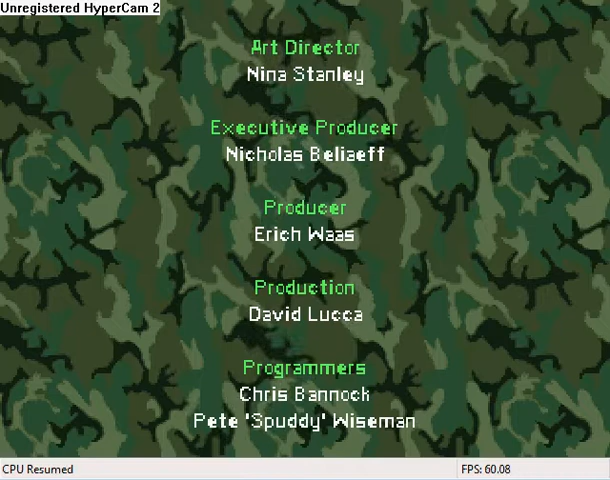 Unregistered HyperCam 2
Art Director
Nina Stanley
Executive Producer
Nicholas Beliaeff
Producer
Erich Waas
Production
David Lucca
Programmers
Chris Bannock
Pete 'Spuddy' Wiseman
CPU Resumed
FPS: 60.08